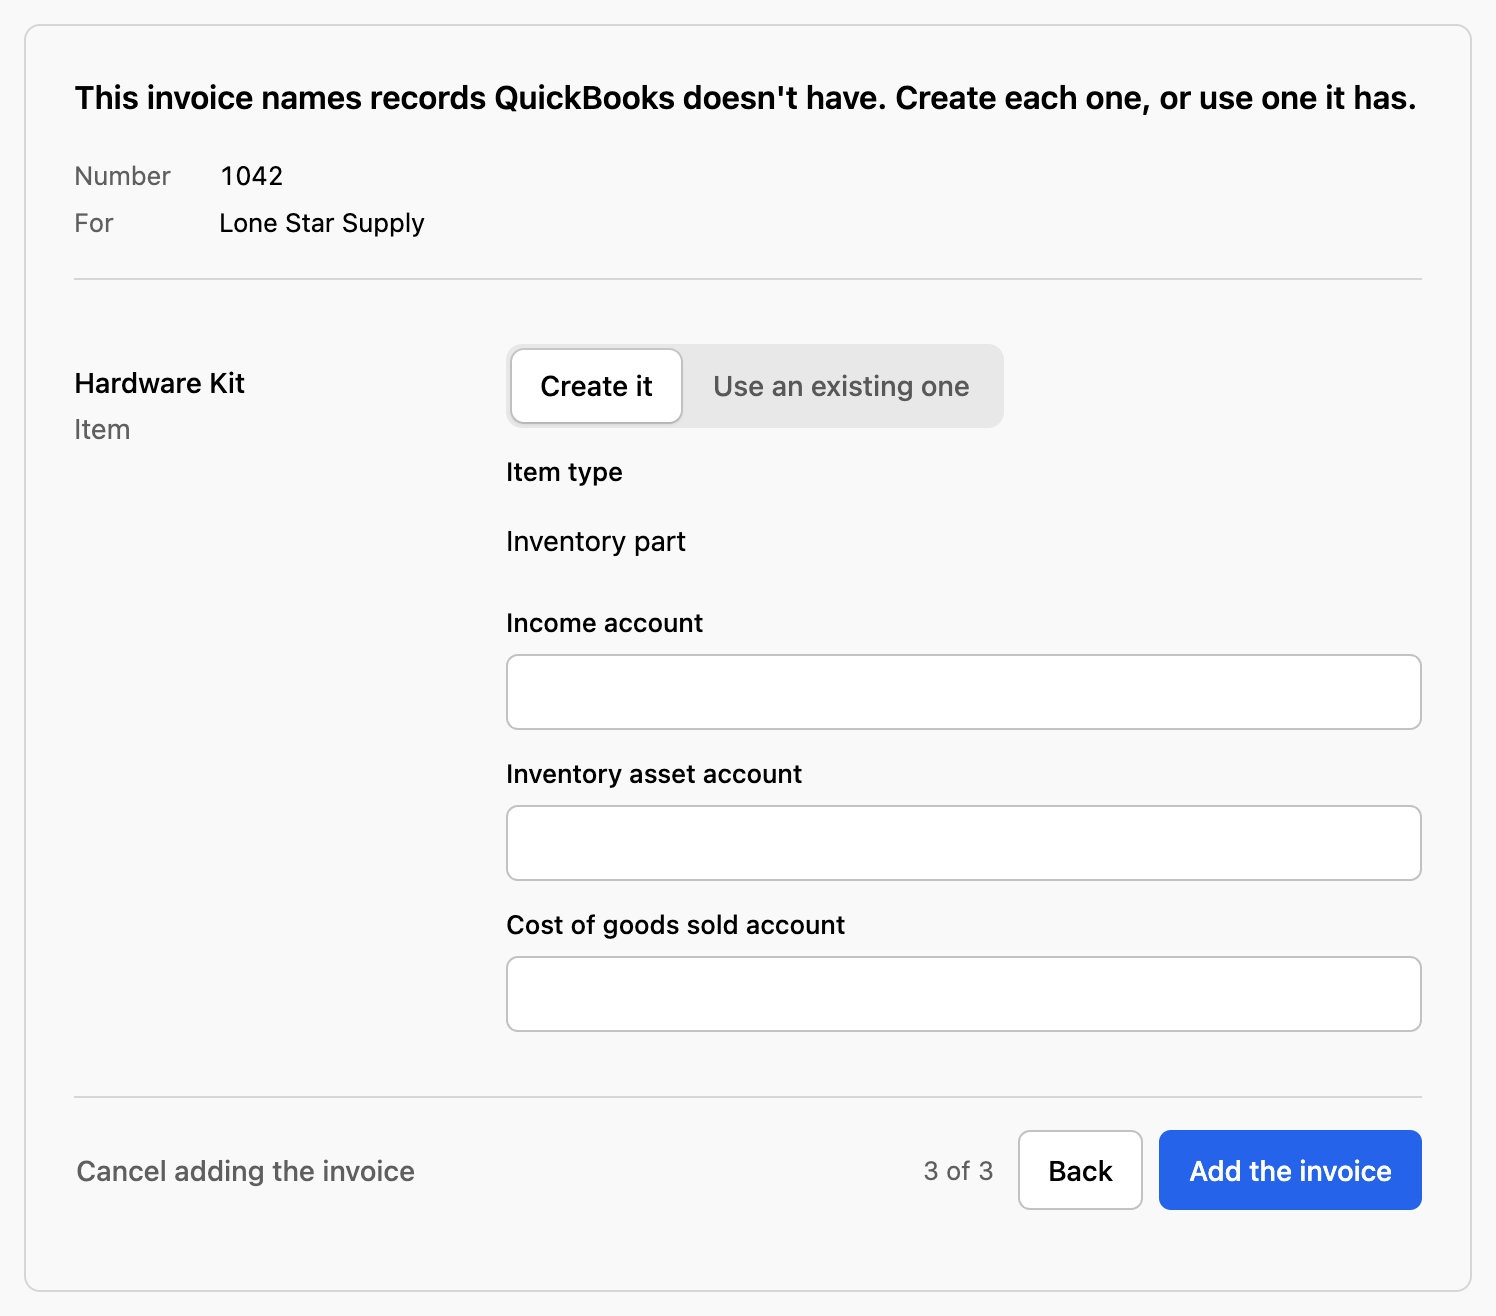 This invoice names records QuickBooks doesn't have. Create each one, or use one it has.
Number 1042
For Lone Star Supply
Hardware Kit
Item
Create it Use an existing one
Item type
Inventory part
Income account
Inventory asset account
Cost of goods sold account
Cancel adding the invoice 3 of 3 Back Add the invoice